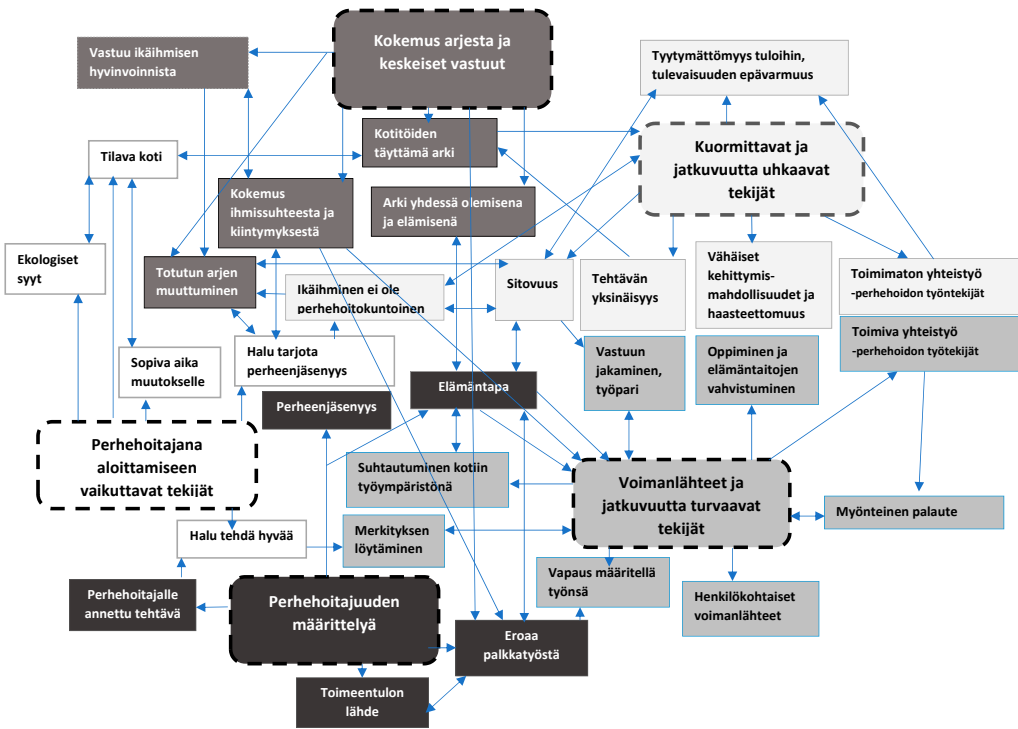 Kokemus arjesta ja
keskeiset vastuut
Vastuu ikäihmisen
hyvinvoinnista
Tyytymättömyys tuloihin,
tulevaisuuden epävarmuus
Kotitöiden
täyttämä arki
Kuormittavat ja
jatkuvuutta uhkaavat
tekijät
Tilava koti
Kokemus
ihmissuhteesta ja
kiintymyksestä
Arki yhdessä olemisena
ja elämisenä
Ekologiset
syyt
Totutun arjen
muuttuminen
Ikäihminen ei ole
perhehoitokuntoinen
Sitovuus
Tehtävän
yksinäisyys
Vähäiset
kehittymis-
mahdollisuudet ja
haasteettomuus
Toimimaton yhteistyö
-perhehoidon työntekijät
Toimiva yhteistyö
-perhehoidon työtekijät
Sopiva aika
muutokselle
Halu tarjota
perheenjäsenyys
Vastuun
jakaminen,
työpari
Oppiminen ja
elämäntaitojen
vahvistuminen
Perheenjäsenyys
Elämäntapa
Perhehoitajana
aloittamiseen
vaikuttavat tekijät
Suhtautuminen kotiin
työympäristönä
Voimanlähteet ja
jatkuvuutta turvaavat
tekijät
Myönteinen palaute
Halu tehdä hyvää
Merkityksen
löytäminen
Vapaus määritellä
työnsä
Henkilökohtaiset
voimanlähteet
Perhehoitajalle
annettu tehtävä
Perhehoitajuuden
määrittelyä
Eroaa
palkkatyöstä
Toimeentulon
lähde